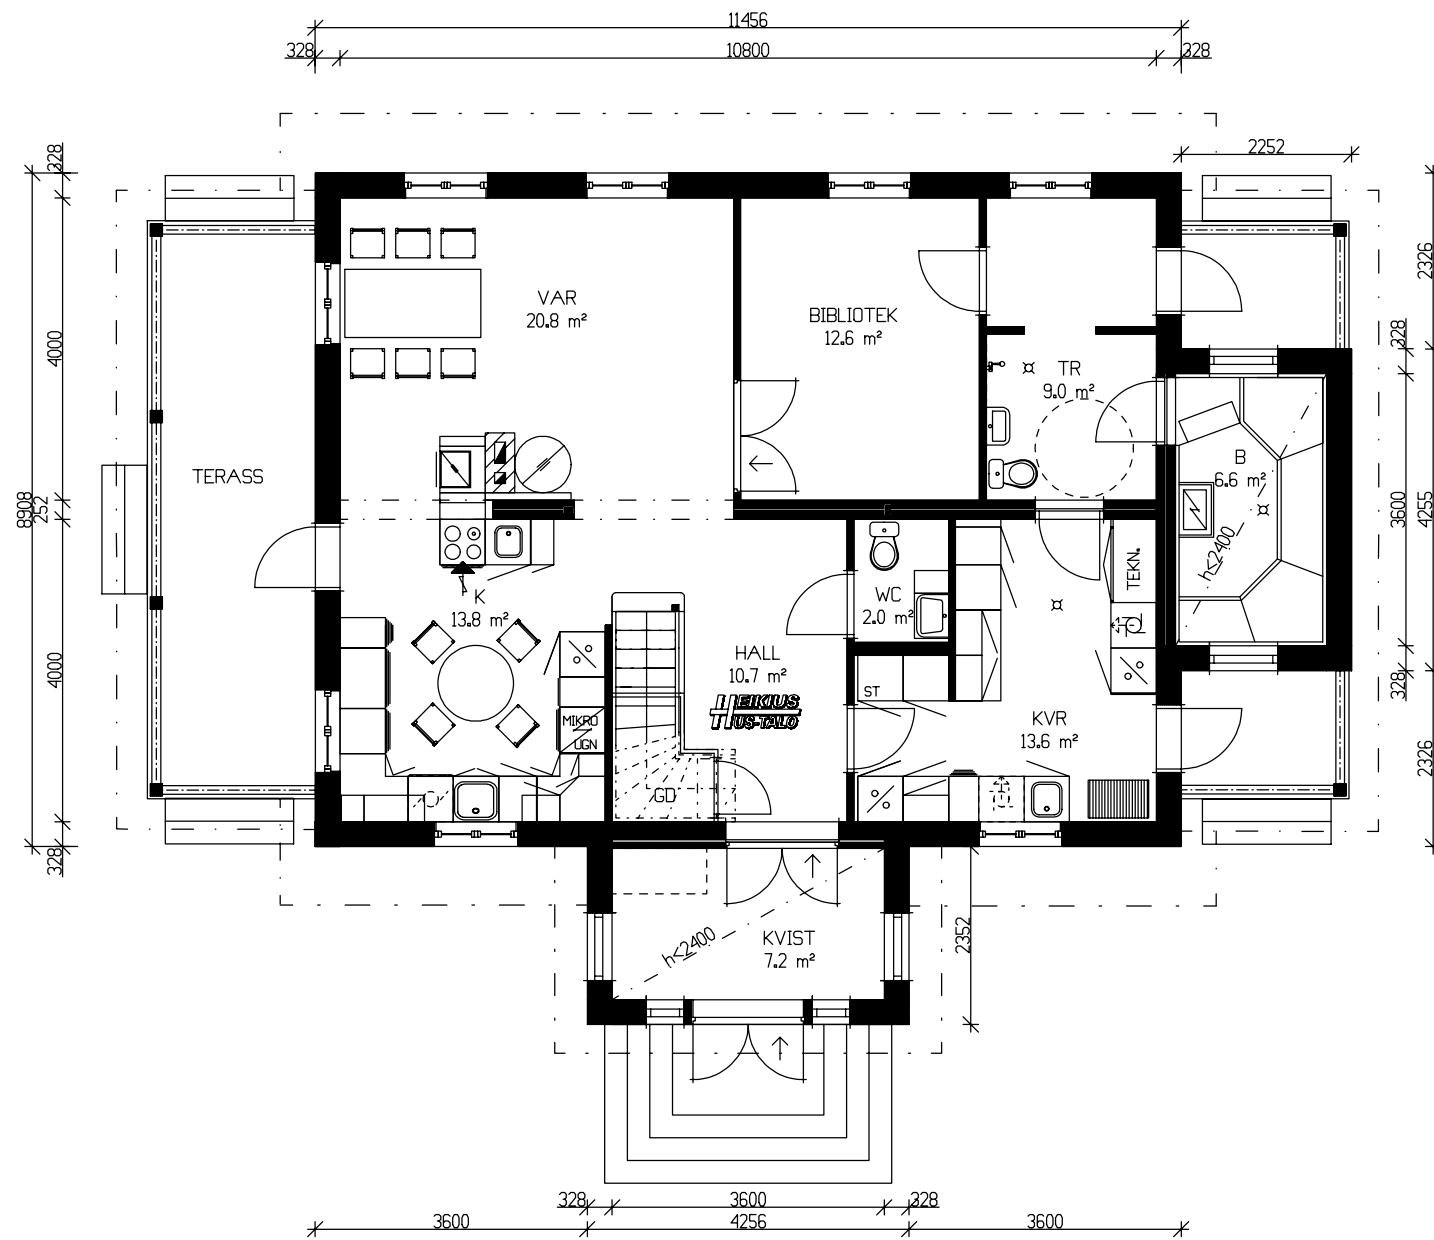 11456
328
10800
328
328
2252
2326
VAR
20.8 m²
BIBLIOTEK
12.6 m²
4000
328
TR
9.0 m²
B
6.6 m²
TERASS
8908
252
3600
4255
h≤2400
TEKN.
K
13.8 m²
WC
2.0 m²
HALL
10.7 m²
4000
328
ST
HEIKIUS
HUS-TALO
KVR
13.6 m²
MIKRO
UGN
2326
GD
328
KVIST
7.2 m²
h≤2400
2352
328
3600
328
3600
4256
3600